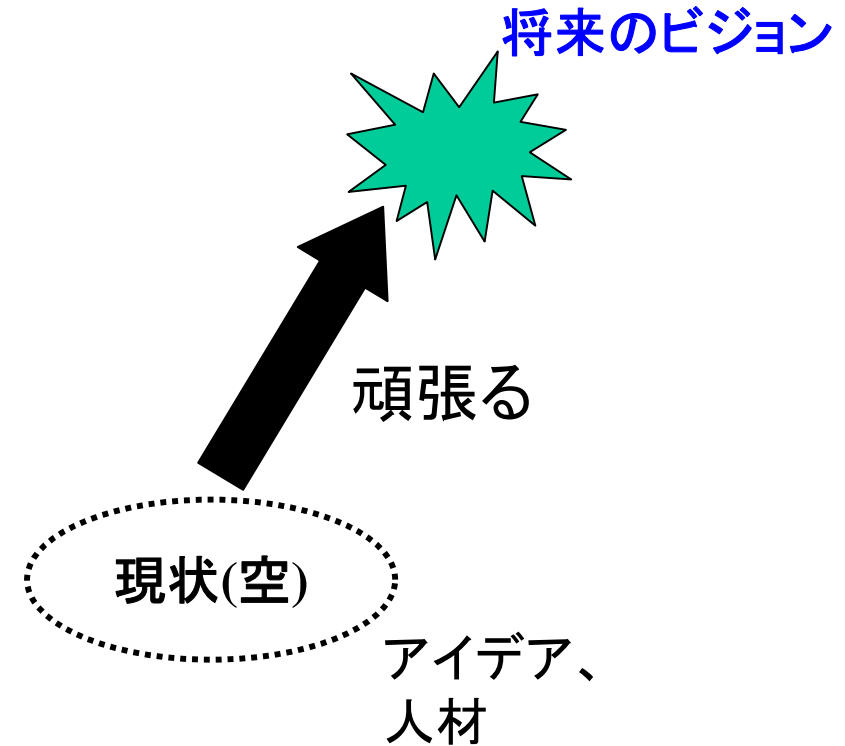 将来のビジョン
頑張る
現状(空)
アイデア、
人材